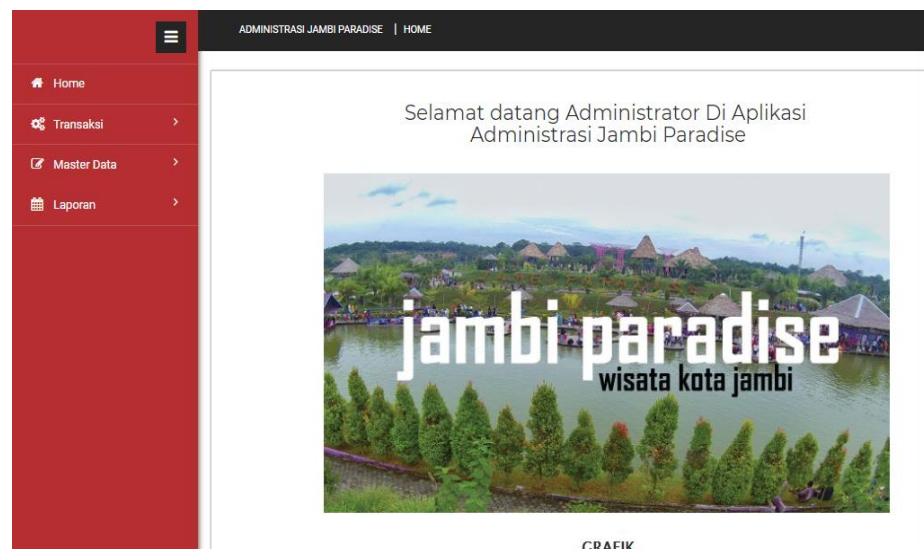 ADMINISTRASI JAMBI PARADISE | HOME
Home
Transaksi
Master Data
Laporan
Selamat datang Administrator Di Aplikasi
Administrasi Jambi Paradise
jambi paradise
wisata kota jambi
GRAFIK